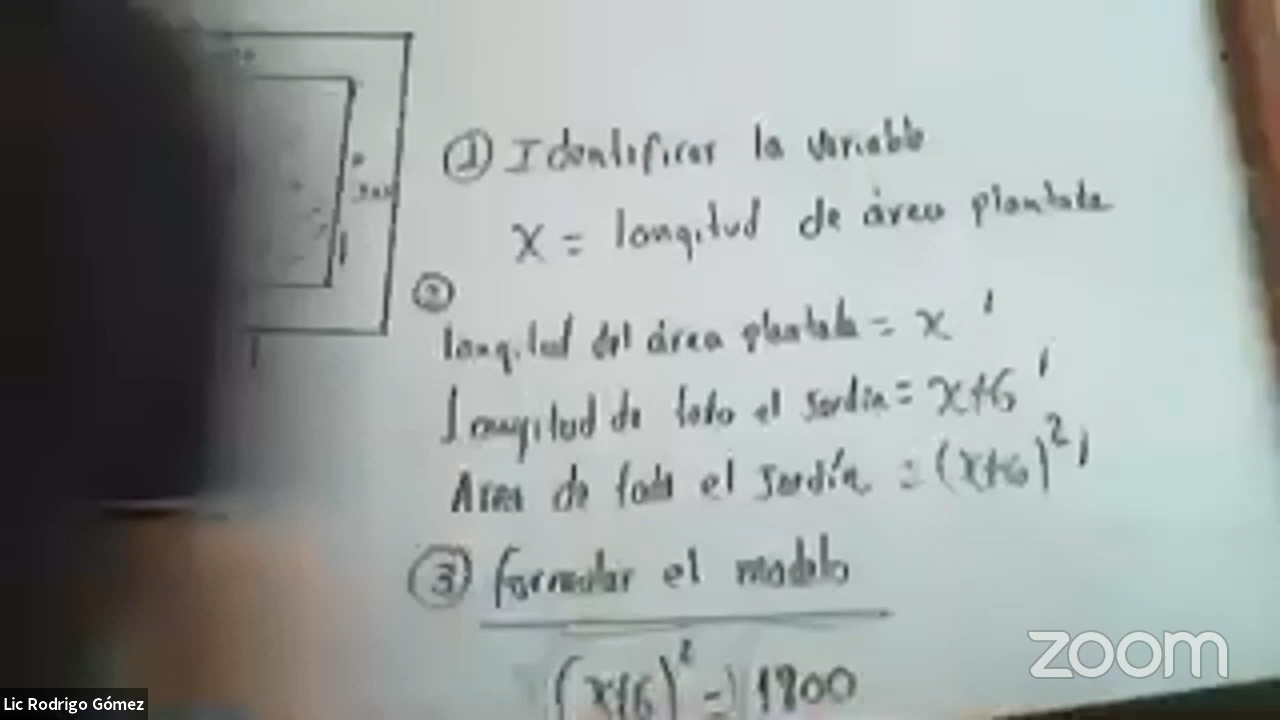 ① Identificar la variable
X = longitud de área plantada
②
longitud del área plantada = x
Longitud de todo el Jardín = x+6
Area de todo el Jardín = (x+6)²
③ formular el modelo
(x+6)² = 1800
zoom
Lic Rodrigo Gómez